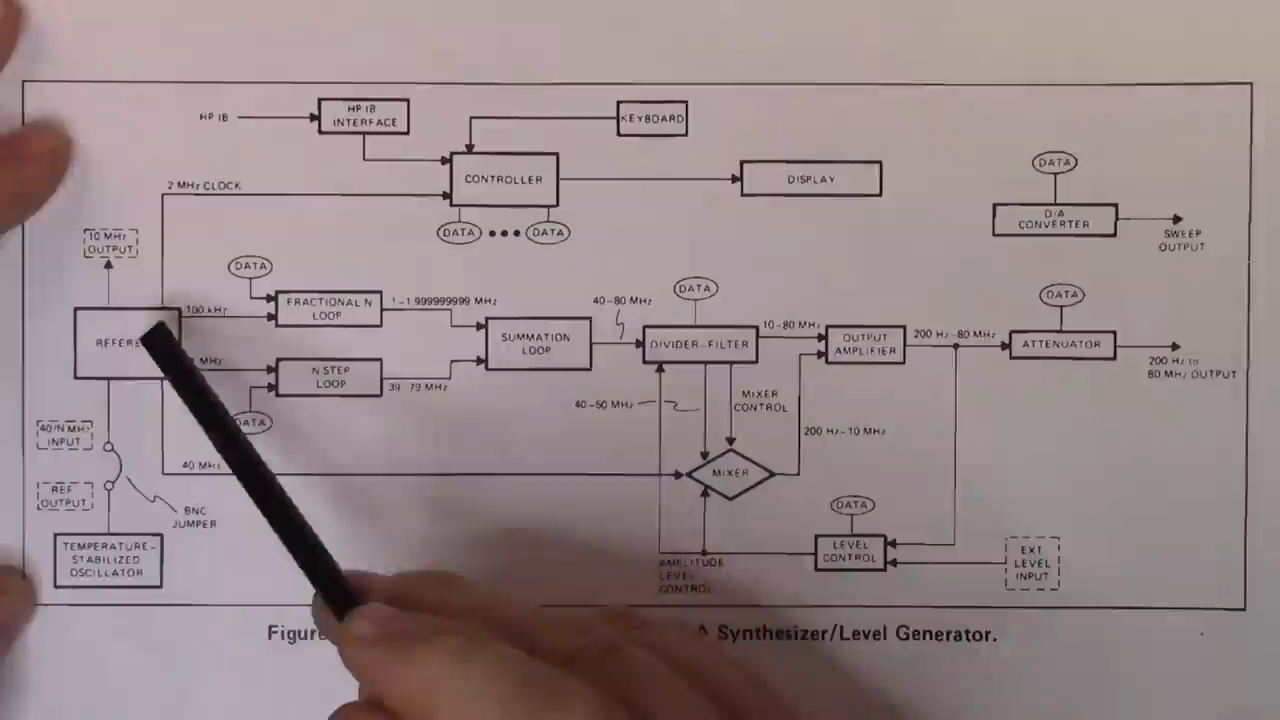 HP IB
HP IB
INTERFACE
KEYBOARD
CONTROLLER
DISPLAY
DATA
D/A
CONVERTER
SWEEP
OUTPUT
2 MHz CLOCK
DATA
DATA
10 MHz
OUTPUT
DATA
100 kHz
FRACTIONAL N
LOOP
1-1.999999999 MHz
SUMMATION
LOOP
40-80 MHz
DATA
DIVIDER-FILTER
10-80 MHz
OUTPUT
AMPLIFIER
200 Hz-80 MHz
DATA
ATTENUATOR
200 Hz to
80 MHz OUTPUT
MHz
N STEP
LOOP
39-79 MHz
DATA
40-50 MHz
MIXER
CONTROL
200 Hz-10 MHz
40/N MHz
INPUT
40 MHz
MIXER
REF
OUTPUT
BNC
JUMPER
TEMPERATURE-
STABILIZED
OSCILLATOR
AMPLITUDE
LEVEL
CONTROL
DATA
LEVEL
CONTROL
EXT
LEVEL
INPUT
Synthesizer/Level Generator.